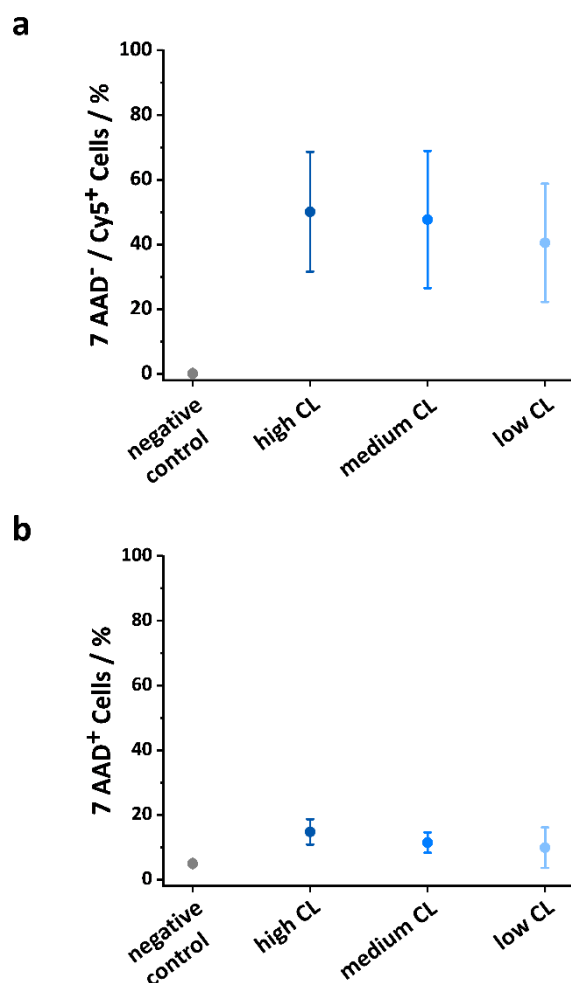 a
7 AAD⁻ / Cy5⁺ Cells / %
100
80
60
40
20
0
negative
control
high CL
medium CL
low CL
b
7 AAD⁺ Cells / %
100
80
60
40
20
0
negative
control
high CL
medium CL
low CL